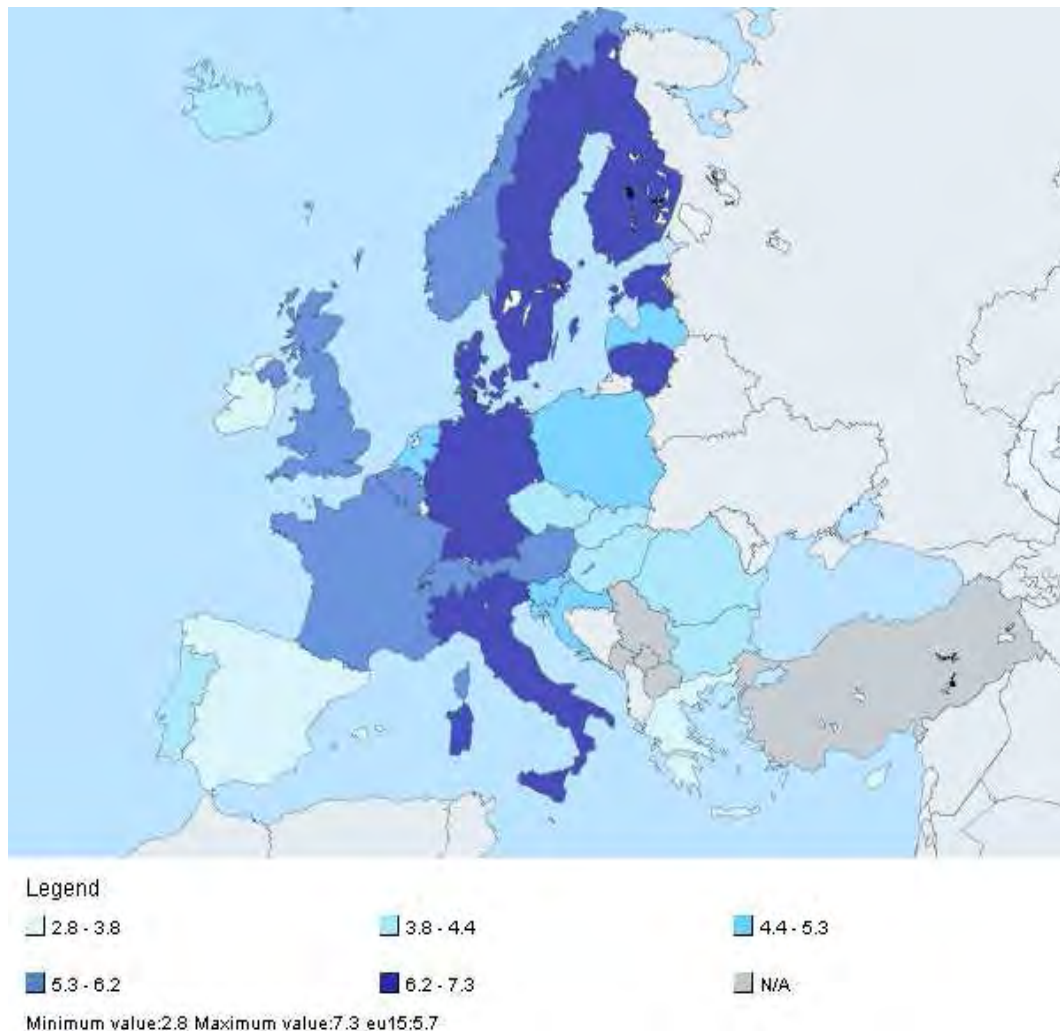 Legend
2.8 - 3.8 3.8 - 4.4 4.4 - 5.3
5.3 - 6.2 6.2 - 7.3 N/A
Minimum value:2.8 Maximum value:7.3 eu15:5.7